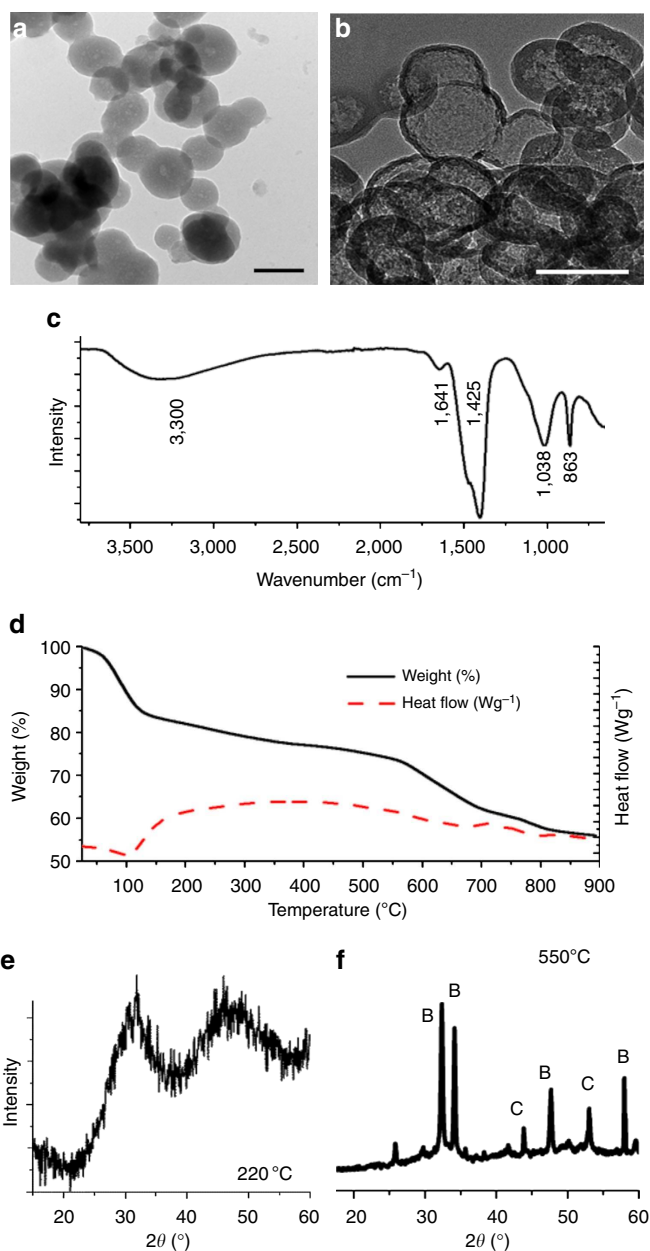 a
b
c
Intensity
3,300
1,641
1,425
1,038
863
3,500 3,000 2,500 2,000 1,500 1,000
Wavenumber (cm⁻¹)
d
100
90
80
70
60
50
Weight (%)
Weight (%)
Heat flow (Wg⁻¹)
Heat flow (Wg⁻¹)
100 200 300 400 500 600 700 800 900
Temperature (°C)
e
Intensity
220 °C
20 30 40 50 60
2θ (°)
f
550°C
B
B
C
B
C
B
20 30 40 50 60
2θ (°)